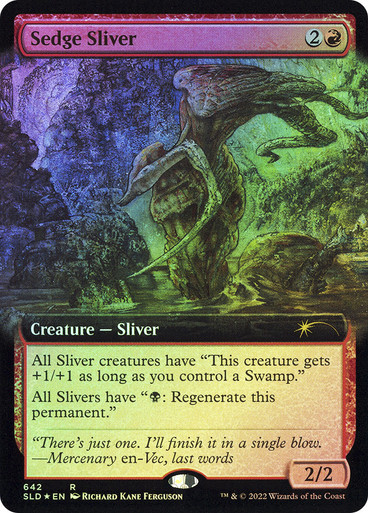 Sedge Sliver 2
Creature — Sliver
All Sliver creatures have “This creature gets
+1/+1 as long as you control a Swamp.”
All Slivers have “: Regenerate this
permanent.”
“There’s just one. I’ll finish it in a single blow.
—Mercenary en-Vec, last words
642 R
2/2
SLD★EN Richard Kane Ferguson
™ & © 2022 Wizards of the Coast